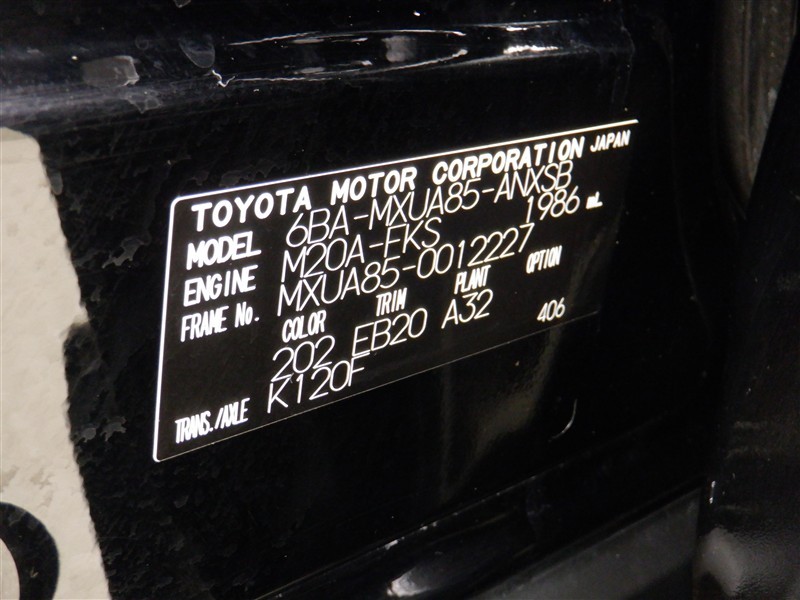 TOYOTA MOTOR CORPORATION JAPAN
MODEL 6BA-MXUA85-ANXSB
ENGINE M20A-FKS 1986 mL
FRAME No. MXUA85-0012227
COLOR TRIM PLANT OPTION
202 EB20 A32 406
TRANS./AXLE K120F